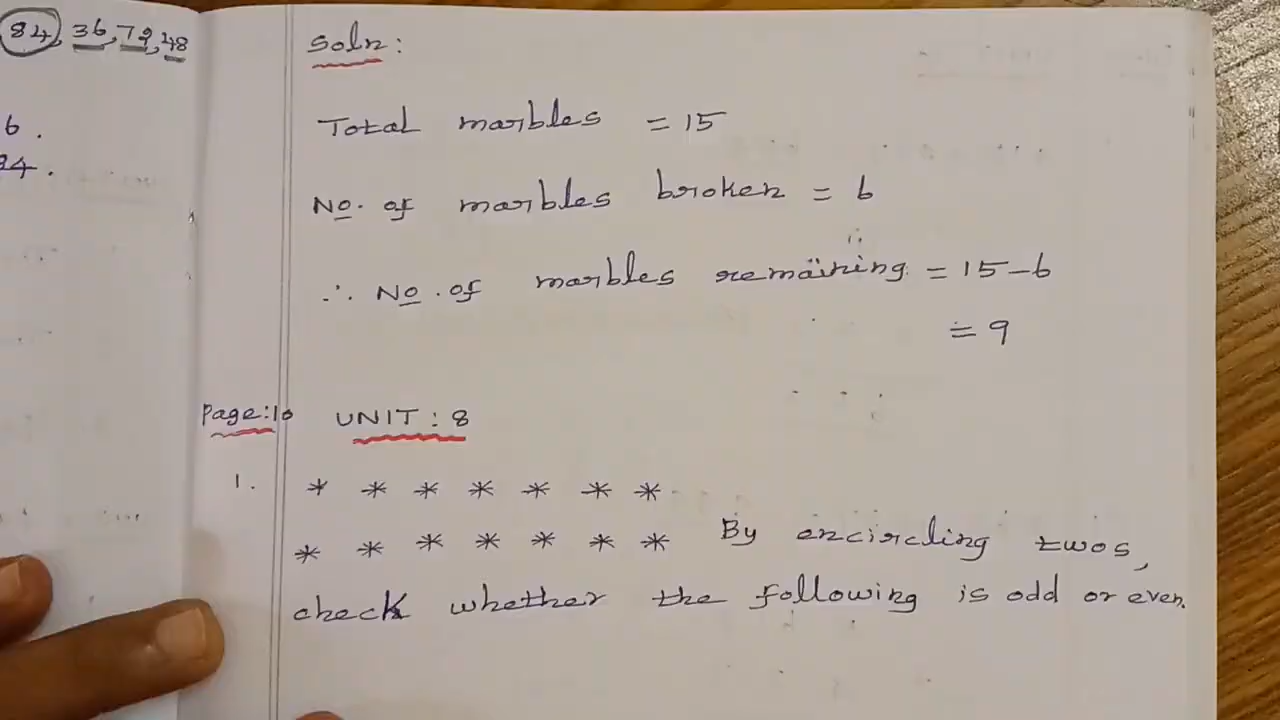 84, 36, 79, 48
6.
34.
Soln:
Total marbles = 15
No. of marbles broken = 6
∴ No. of marbles remaining = 15-6
= 9
Page:10 UNIT : 8
1. * * * * * * *
* * * * * * * By encircling twos,
check whether the following is odd or even.